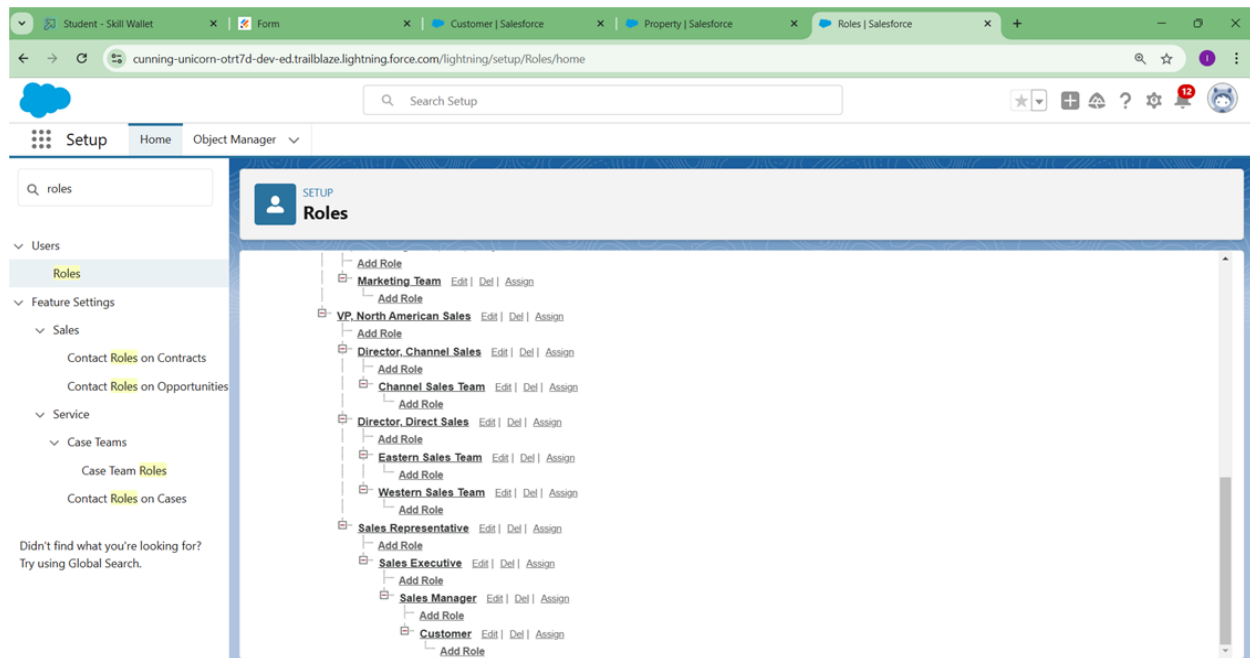 Student - Skill Wallet
Form
Customer | Salesforce
Property | Salesforce
Roles | Salesforce
cunning-unicorn-otrt7d-dev-ed.trailblaze.lightning.force.com/lightning/setup/Roles/home
I
Search Setup
12
Setup
Home
Object Manager
roles
Users
Roles
Feature Settings
Sales
Contact Roles on Contracts
Contact Roles on Opportunities
Service
Case Teams
Case Team Roles
Contact Roles on Cases
Didn't find what you're looking for?
Try using Global Search.
SETUP
Roles
Add Role
Marketing Team Edit | Del | Assign
Add Role
VP, North American Sales Edit | Del | Assign
Add Role
Director, Channel Sales Edit | Del | Assign
Add Role
Channel Sales Team Edit | Del | Assign
Add Role
Director, Direct Sales Edit | Del | Assign
Add Role
Eastern Sales Team Edit | Del | Assign
Add Role
Western Sales Team Edit | Del | Assign
Add Role
Sales Representative Edit | Del | Assign
Add Role
Sales Executive Edit | Del | Assign
Add Role
Sales Manager Edit | Del | Assign
Add Role
Customer Edit | Del | Assign
Add Role